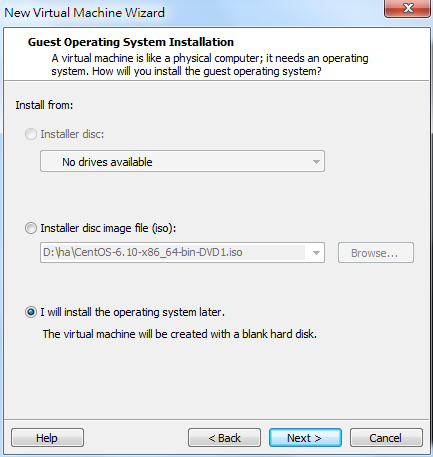 New Virtual Machine Wizard
Guest Operating System Installation
A virtual machine is like a physical computer; it needs an operating
system. How will you install the guest operating system?
Install from:
Installer disc:
No drives available
Installer disc image file (iso):
D:\ha\CentOS-6.10-x86_64-bin-DVD1.iso
Browse...
I will install the operating system later.
The virtual machine will be created with a blank hard disk.
Help
< Back
Next >
Cancel